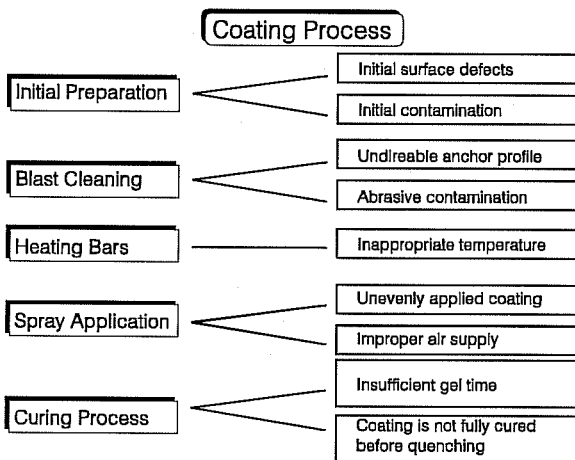 Coating Process
Initial Preparation
Initial surface defects
Initial contamination
Blast Cleaning
Undireable anchor profile
Abrasive contamination
Heating Bars
Inappropriate temperature
Spray Application
Unevenly applied coating
Improper air supply
Curing Process
Insufficient gel time
Coating is not fully cured
before quenching